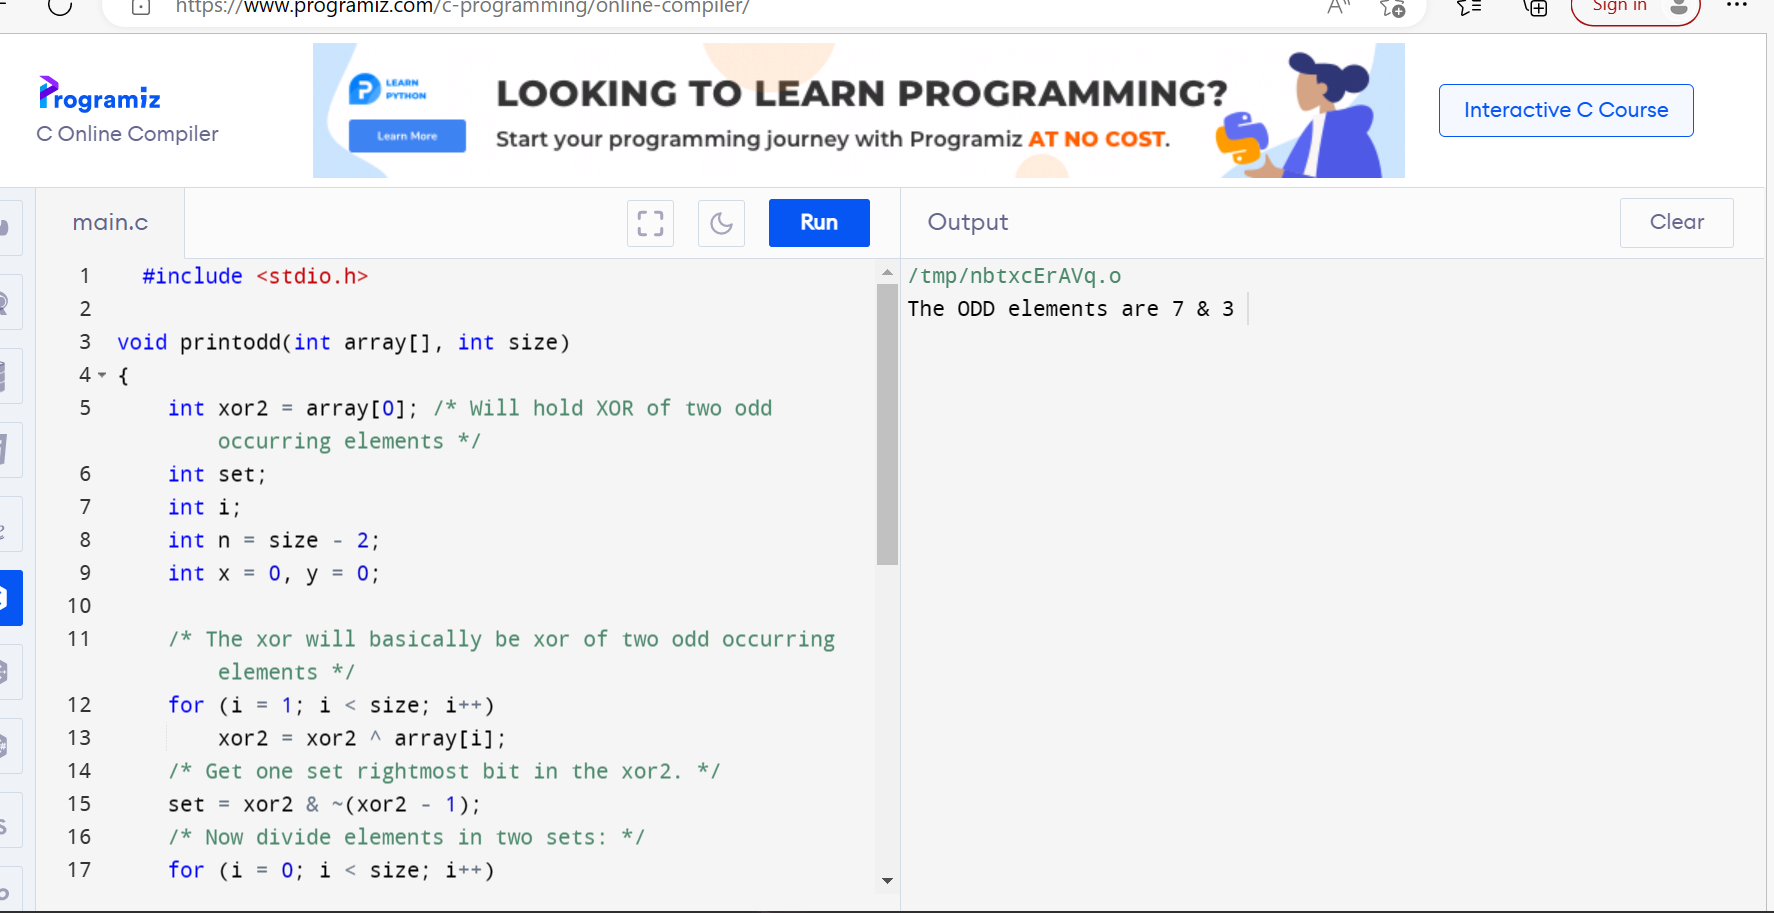 https://www.programiz.com/c-programming/online-compiler/
Sign in
Programiz
C Online Compiler
LEARN
PYTHON
Learn More
LOOKING TO LEARN PROGRAMMING?
Start your programming journey with Programiz AT NO COST.
Interactive C Course
main.c
Run
Output
Clear
1 #include <stdio.h>
2
3 void printodd(int array[], int size)
4 {
5 int xor2 = array[0]; /* Will hold XOR of two odd
occurring elements */
6 int set;
7 int i;
8 int n = size - 2;
9 int x = 0, y = 0;
10
11 /* The xor will basically be xor of two odd occurring
elements */
12 for (i = 1; i < size; i++)
13 xor2 = xor2 ^ array[i];
14 /* Get one set rightmost bit in the xor2. */
15 set = xor2 & ~(xor2 - 1);
16 /* Now divide elements in two sets: */
17 for (i = 0; i < size; i++)
/tmp/nbtxcErAVq.o
The ODD elements are 7 & 3